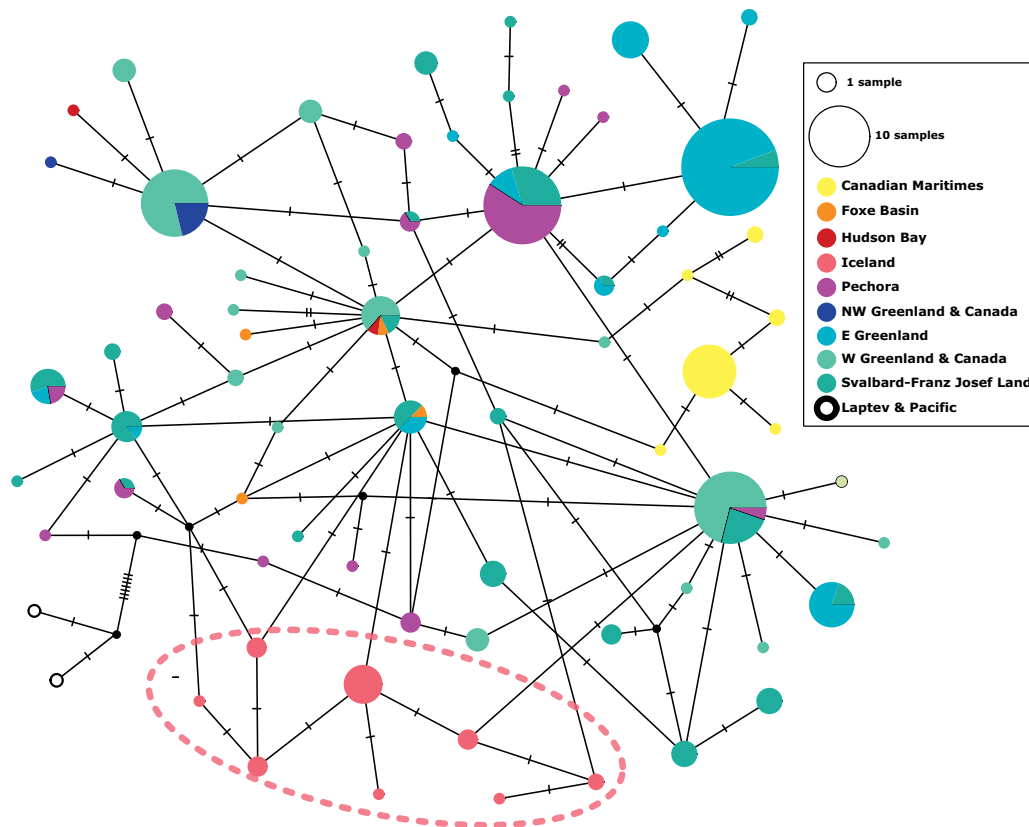 1 sample
10 samples
Canadian Maritimes
Foxe Basin
Hudson Bay
Iceland
Pechora
NW Greenland & Canada
E Greenland
W Greenland & Canada
Svalbard-Franz Josef Land
Laptev & Pacific